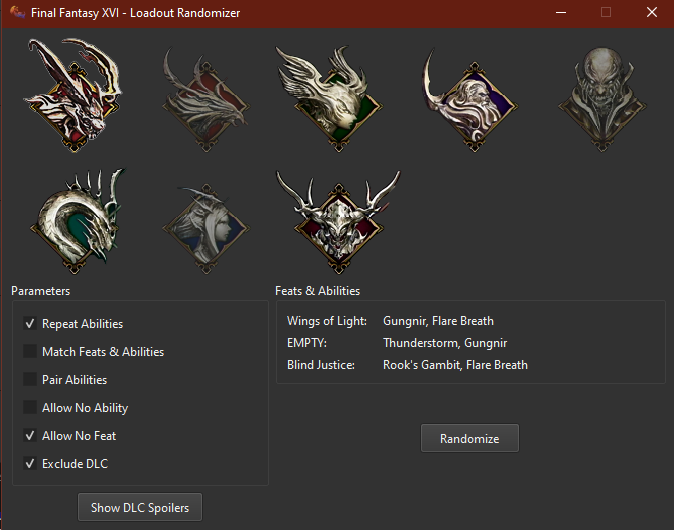 Final Fantasy XVI - Loadout Randomizer
Parameters
Repeat Abilities
Match Feats & Abilities
Pair Abilities
Allow No Ability
Allow No Feat
Exclude DLC
Show DLC Spoilers
Feats & Abilities
Wings of Light: Gungnir, Flare Breath
EMPTY: Thunderstorm, Gungnir
Blind Justice: Rook's Gambit, Flare Breath
Randomize